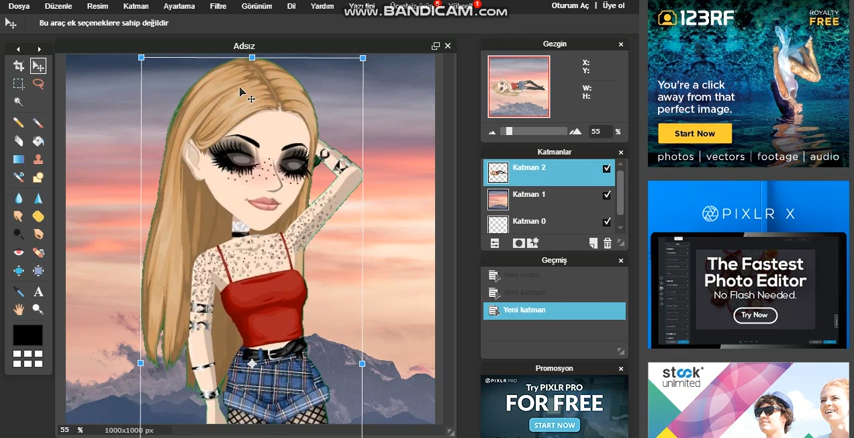 Dosya Düzenle Resim Katman Ayarlama Filtre Görünüm Dil Yardım
www.BANDICAM.com
Oturum Aç | Üye ol
Bu araç ek seçeneklere sahip değildir
Adsız
55 % 1000x1000 px
Gezgin
X:
Y:
W:
H:
55 %
Katmanlar
Katman 2
Katman 1
Katman 0
Geçmiş
Yeni katman
Promosyon
PIXLR PRO
Try PIXLR PRO
FOR FREE
START NOW
123RF
ROYALTY
FREE
You're a click
away from that
perfect image.
Start Now
photos | vectors | footage | audio
PIXLR X
The Fastest
Photo Editor
No Flash Needed.
Try Now
stock
unlimited